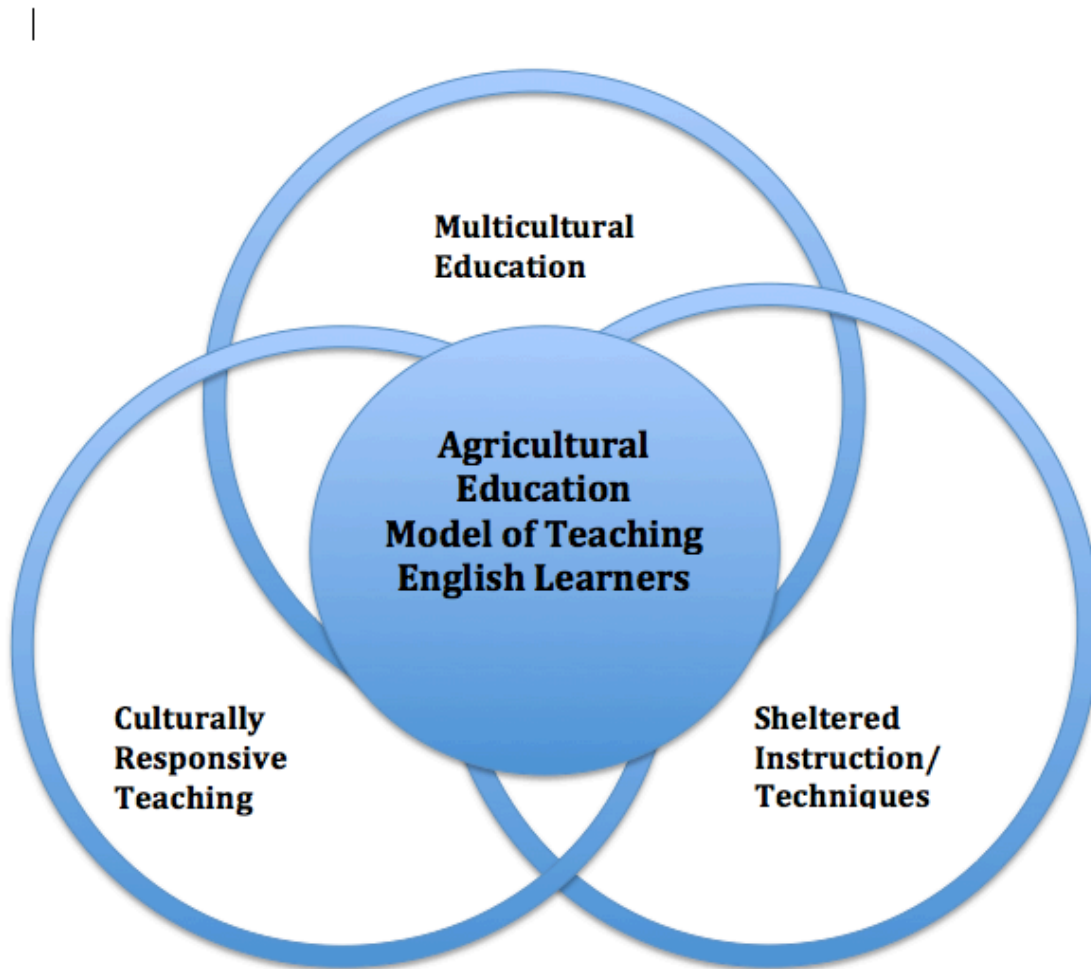 Multicultural
Education
Agricultural
Education
Model of Teaching
English Learners
Culturally
Responsive
Teaching
Sheltered
Instruction/
Techniques